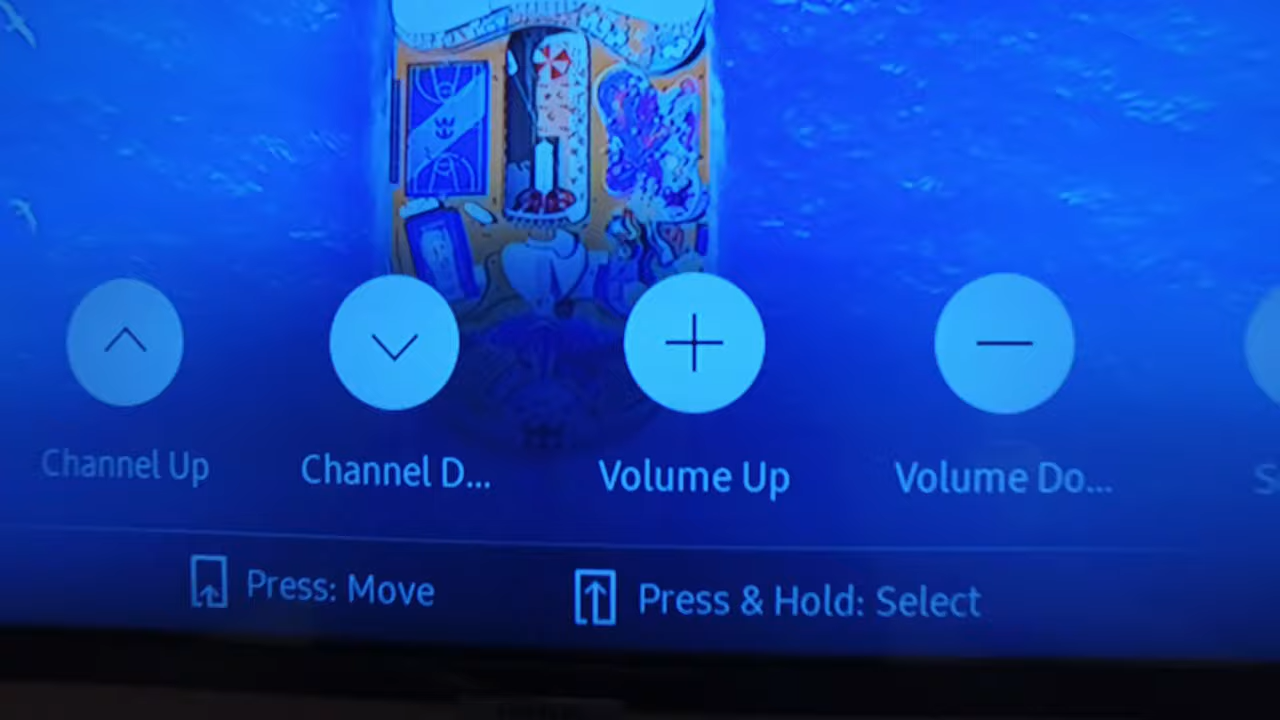 Channel Up
Channel D...
Volume Up
Volume Do...
S
Press: Move
Press & Hold: Select